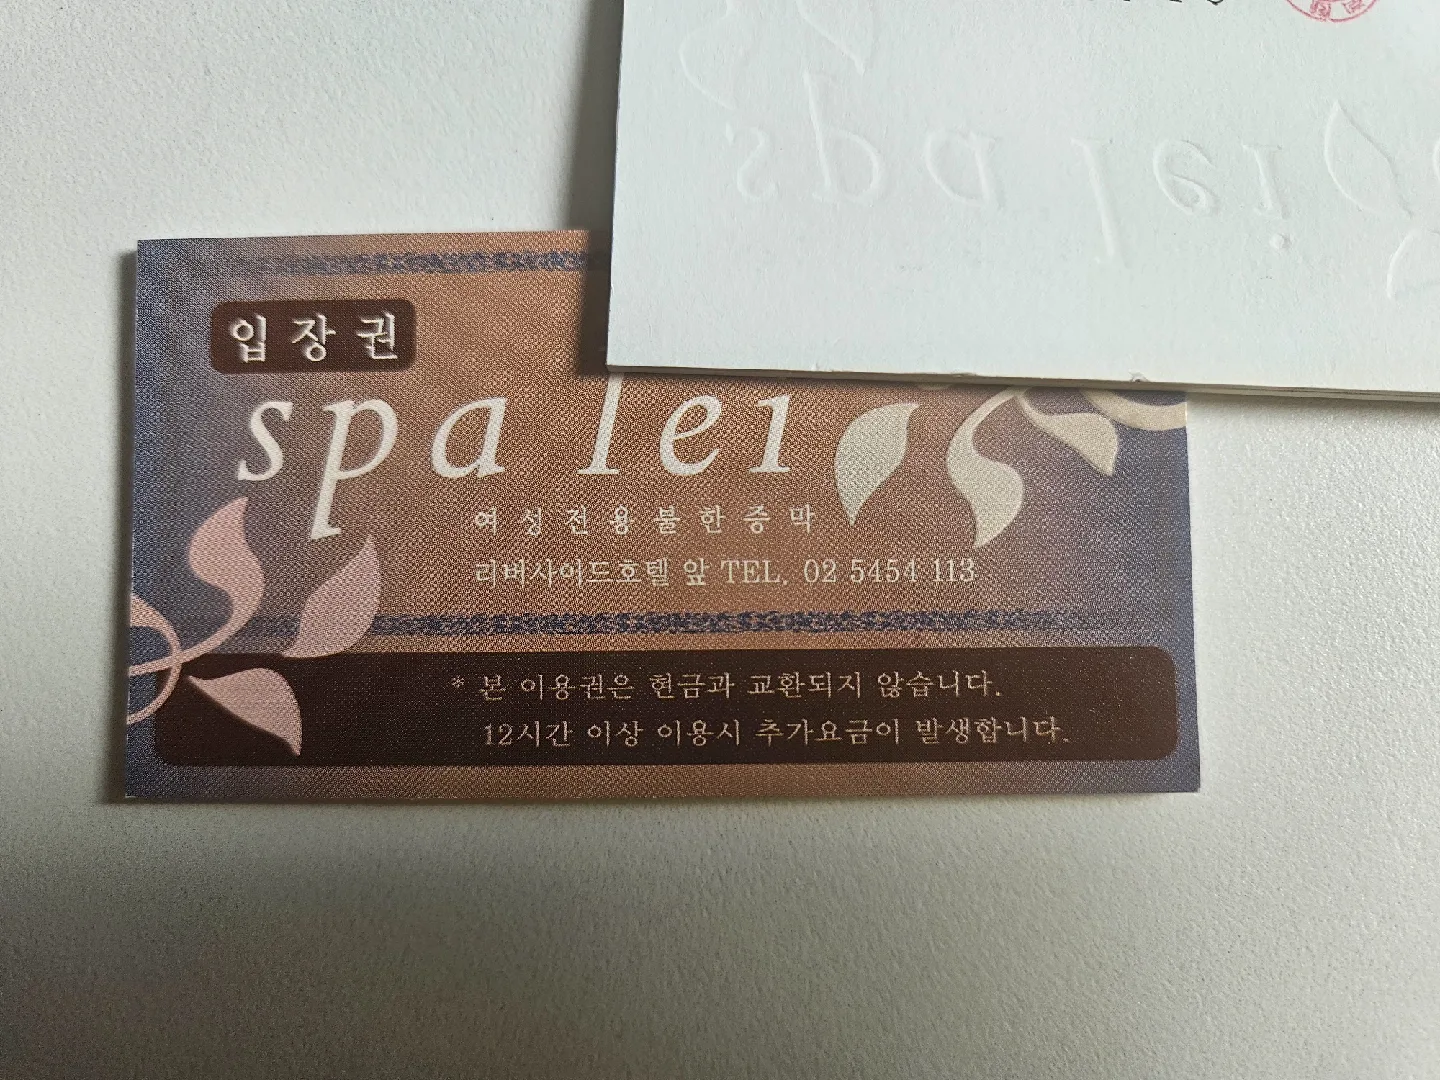 spa lei
입장권
spa lei
여성전용불한증막
리버사이드호텔 앞 TEL. 02 5454 113
* 본 이용권은 현금과 교환되지 않습니다.
12시간 이상 이용시 추가요금이 발생합니다.